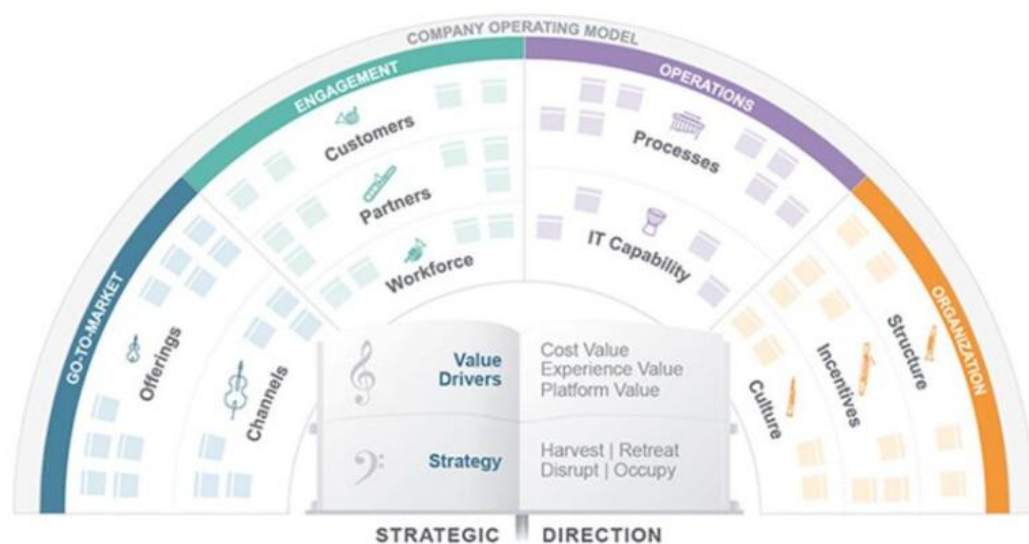 COMPANY OPERATING MODEL
GO-TO-MARKET
Offerings
Channels
ENGAGEMENT
Customers
Partners
Workforce
OPERATIONS
Processes
IT Capability
ORGANIZATION
Structure
Incentives
Culture
Value
Drivers
Cost Value
Experience Value
Platform Value
Strategy
Harvest | Retreat
Disrupt | Occupy
STRATEGIC DIRECTION